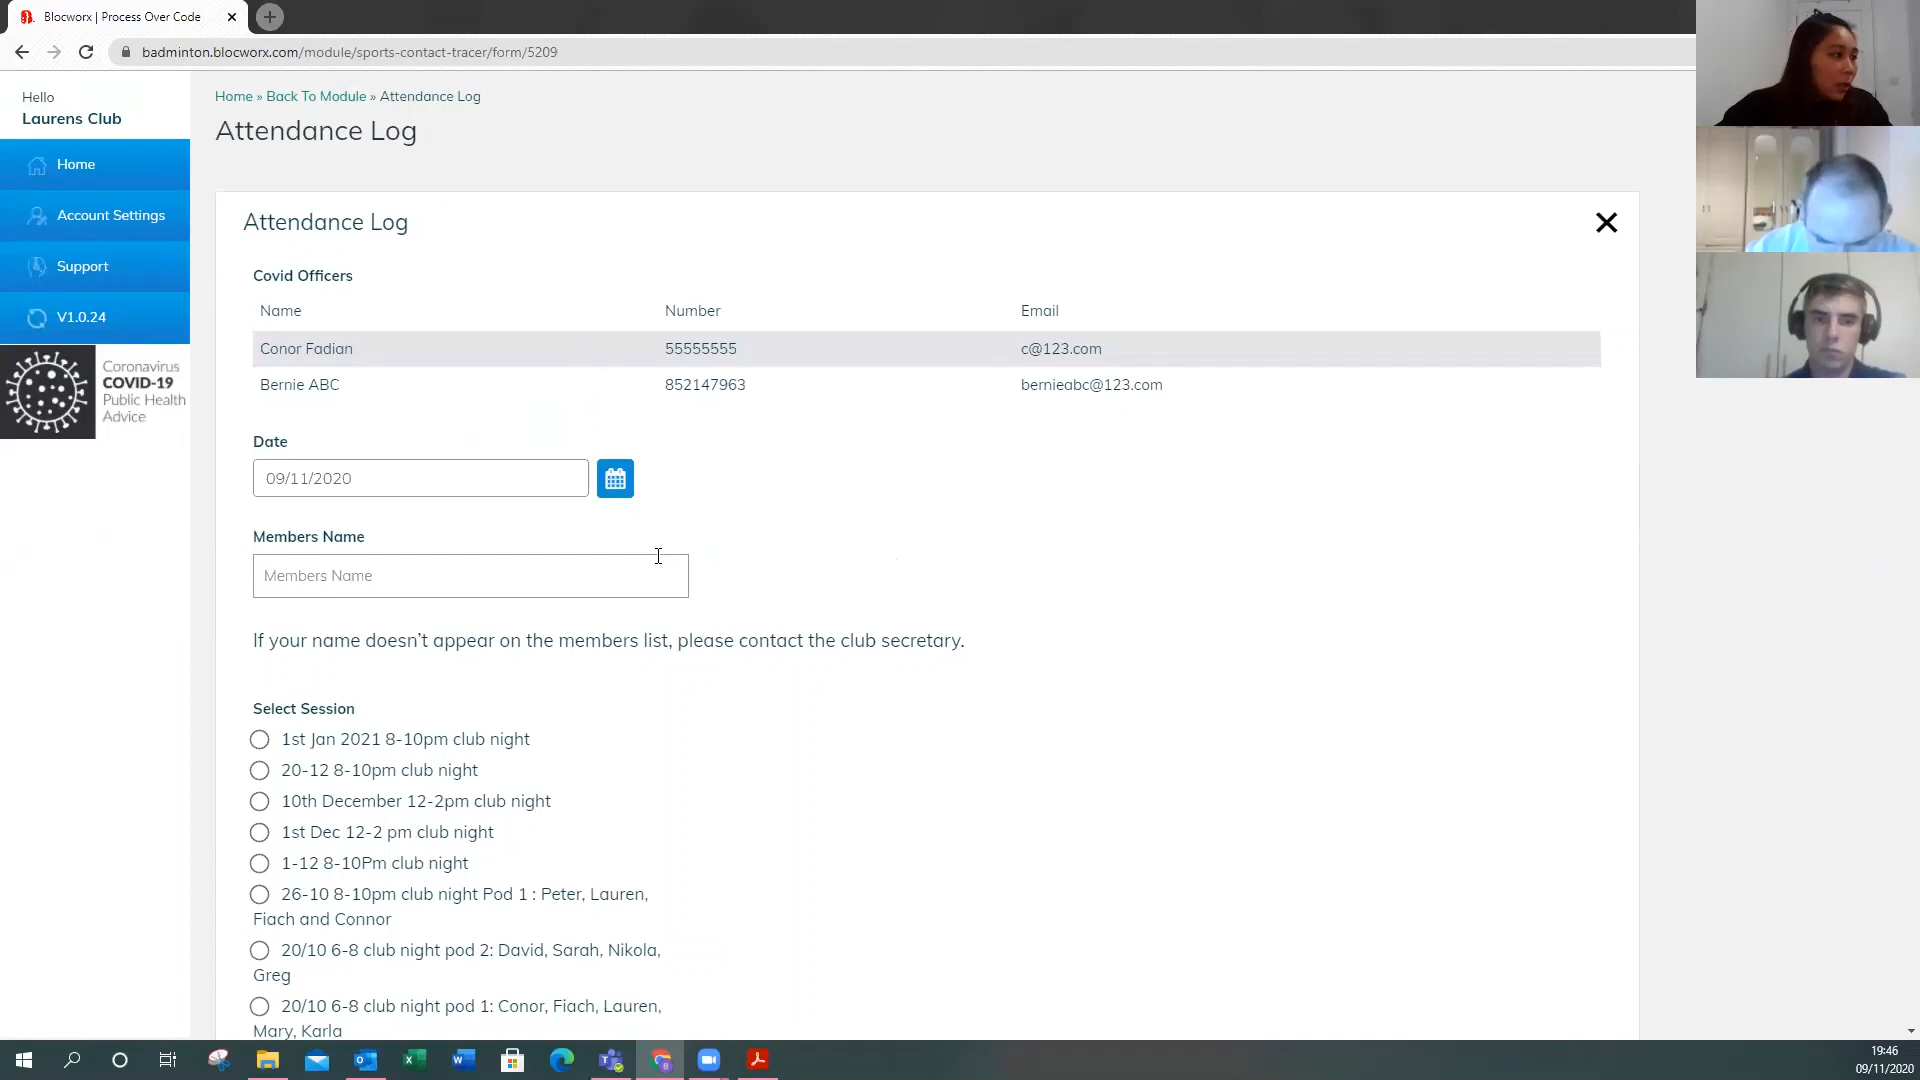 Blocworx | Process Over Code
badminton.blocworx.com/module/sports-contact-tracer/form/5209
Hello
Laurens Club
Home
Account Settings
Support
V1.0.24
Coronavirus
COVID-19
Public Health
Advice
Home » Back To Module » Attendance Log
Attendance Log
Attendance Log
Covid Officers
Name Number Email
Conor Fadian 55555555 c@123.com
Bernie ABC 852147963 bernieabc@123.com
Date
09/11/2020
Members Name
Members Name
If your name doesn't appear on the members list, please contact the club secretary.
Select Session
1st Jan 2021 8-10pm club night
20-12 8-10pm club night
10th December 12-2pm club night
1st Dec 12-2 pm club night
1-12 8-10Pm club night
26-10 8-10pm club night Pod 1 : Peter, Lauren,
Fiach and Connor
20/10 6-8 club night pod 2: David, Sarah, Nikola,
Greg
20/10 6-8 club night pod 1: Conor, Fiach, Lauren,
Mary, Karla
19:46
09/11/2020